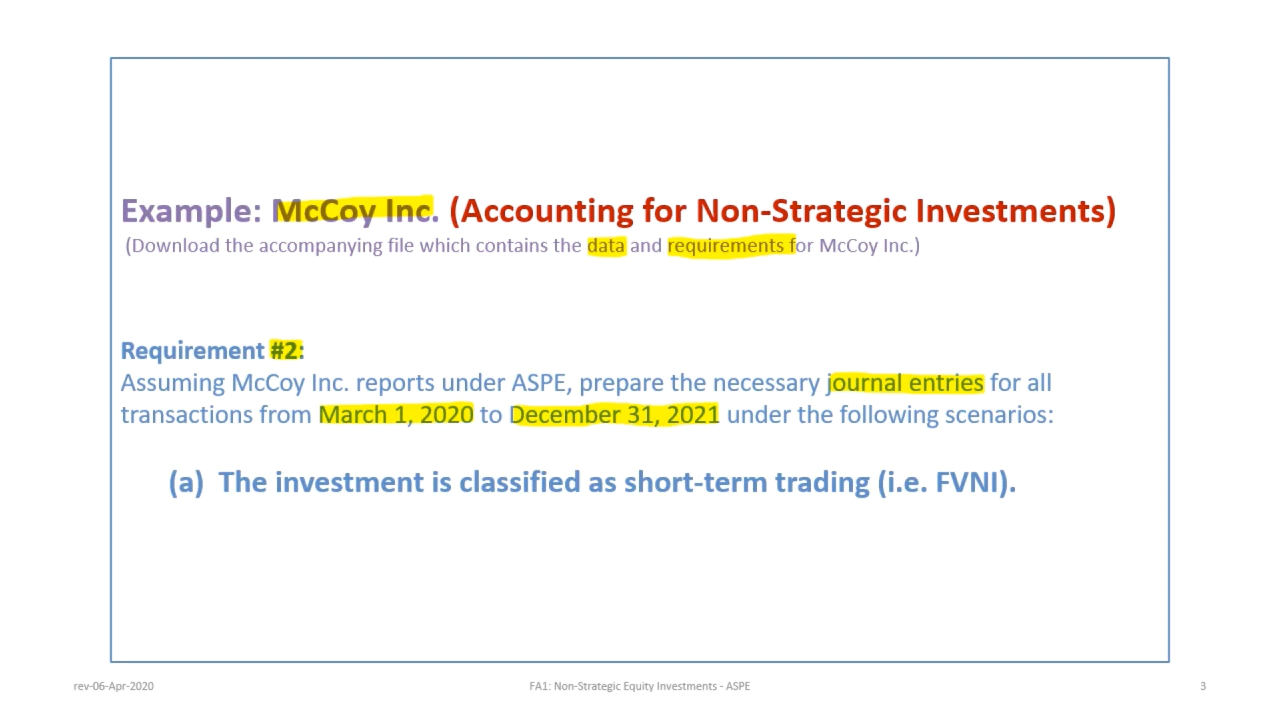 Example: McCoy Inc. (Accounting for Non-Strategic Investments)
(Download the accompanying file which contains the data and requirements for McCoy Inc.)
Requirement #2:
Assuming McCoy Inc. reports under ASPE, prepare the necessary journal entries for all
transactions from March 1, 2020 to December 31, 2021 under the following scenarios:
(a) The investment is classified as short-term trading (i.e. FVNI).
rev-06-Apr-2020
FA1: Non-Strategic Equity Investments - ASPE
3